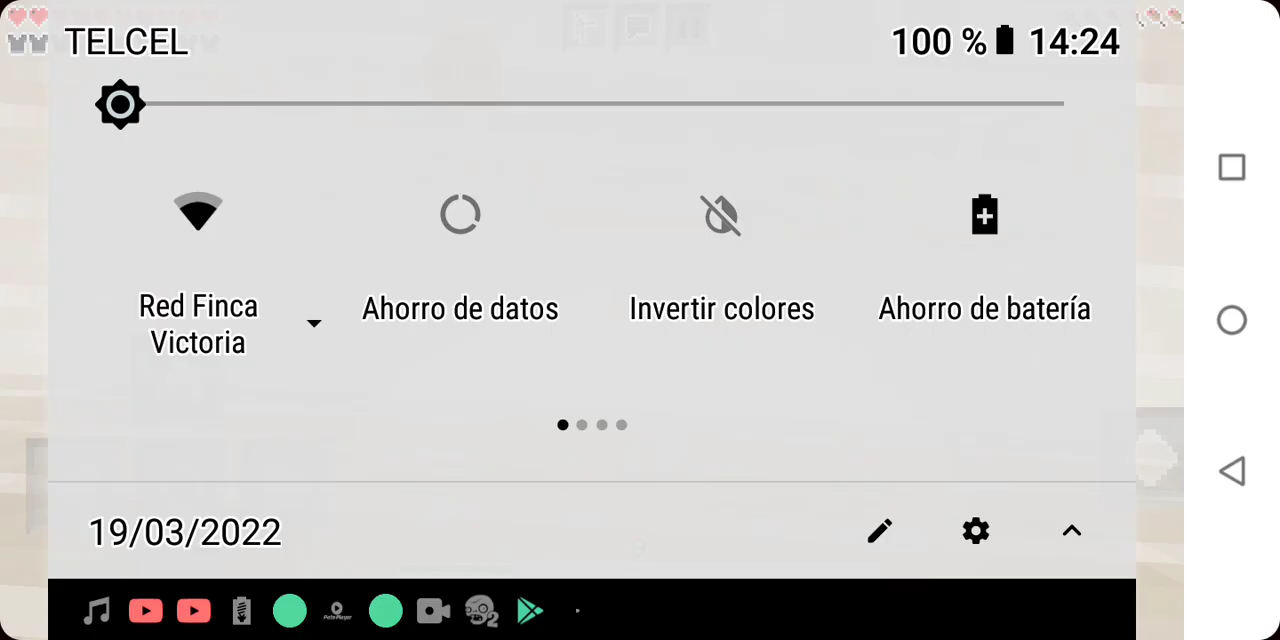 TELCEL
100 % 14:24
Red Finca
Victoria
Ahorro de datos
Invertir colores
Ahorro de batería
19/03/2022